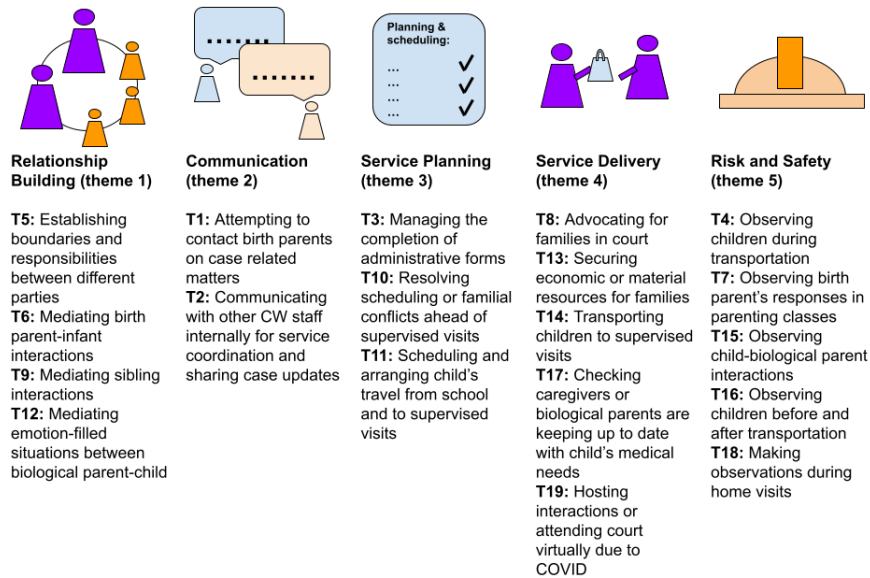 Planning &
scheduling:
...
...
...
...
Relationship
Building (theme 1)
T5: Establishing
boundaries and
responsibilities
between different
parties
T6: Mediating birth
parent-infant
interactions
T9: Mediating sibling
interactions
T12: Mediating
emotion-filled
situations between
biological parent-child
Communication
(theme 2)
T1: Attempting to
contact birth parents
on case related
matters
T2: Communicating
with other CW staff
internally for service
coordination and
sharing case updates
Service Planning
(theme 3)
T3: Managing the
completion of
administrative forms
T10: Resolving
scheduling or familial
conflicts ahead of
supervised visits
T11: Scheduling and
arranging child's
travel from school
and to supervised
visits
Service Delivery
(theme 4)
T8: Advocating for
families in court
T13: Securing
economic or material
resources for families
T14: Transporting
children to supervised
visits
T17: Checking
caregivers or
biological parents are
keeping up to date
with child's medical
needs
T19: Hosting
interactions or
attending court
virtually due to
COVID
Risk and Safety
(theme 5)
T4: Observing
children during
transportation
T7: Observing birth
parent's responses in
parenting classes
T15: Observing
child-biological parent
interactions
T16: Observing
children before and
after transportation
T18: Making
observations during
home visits